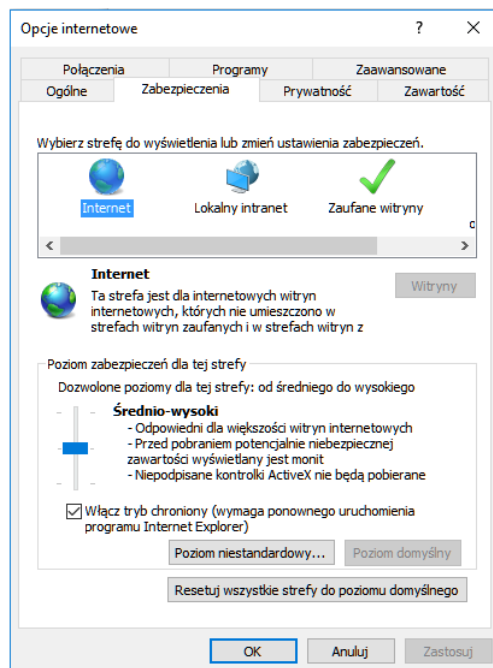 Opcje internetowe
Połączenia Programy Zaawansowane
Ogólne Zabezpieczenia Prywatność Zawartość
Wybierz strefę do wyświetlenia lub zmień ustawienia zabezpieczeń.
Internet Lokalny intranet Zaufane witryny
Internet
Witryny
Ta strefa jest dla internetowych witryn
internetowych, których nie umieszczono w
strefach witryn zaufanych i w strefach witryn z
Poziom zabezpieczeń dla tej strefy
Dozwolone poziomy dla tej strefy: od średniego do wysokiego
Średnio-wysoki
- Odpowiedni dla większości witryn internetowych
- Przed pobraniem potencjalnie niebezpiecznej
zawartości wyświetlany jest monit
- Niepodpisane kontrolki ActiveX nie będą pobierane
Włącz tryb chroniony (wymaga ponownego uruchomienia
programu Internet Explorer)
Poziom niestandardowy... Poziom domyślny
Resetuj wszystkie strefy do poziomu domyślnego
OK Anuluj Zastosuj